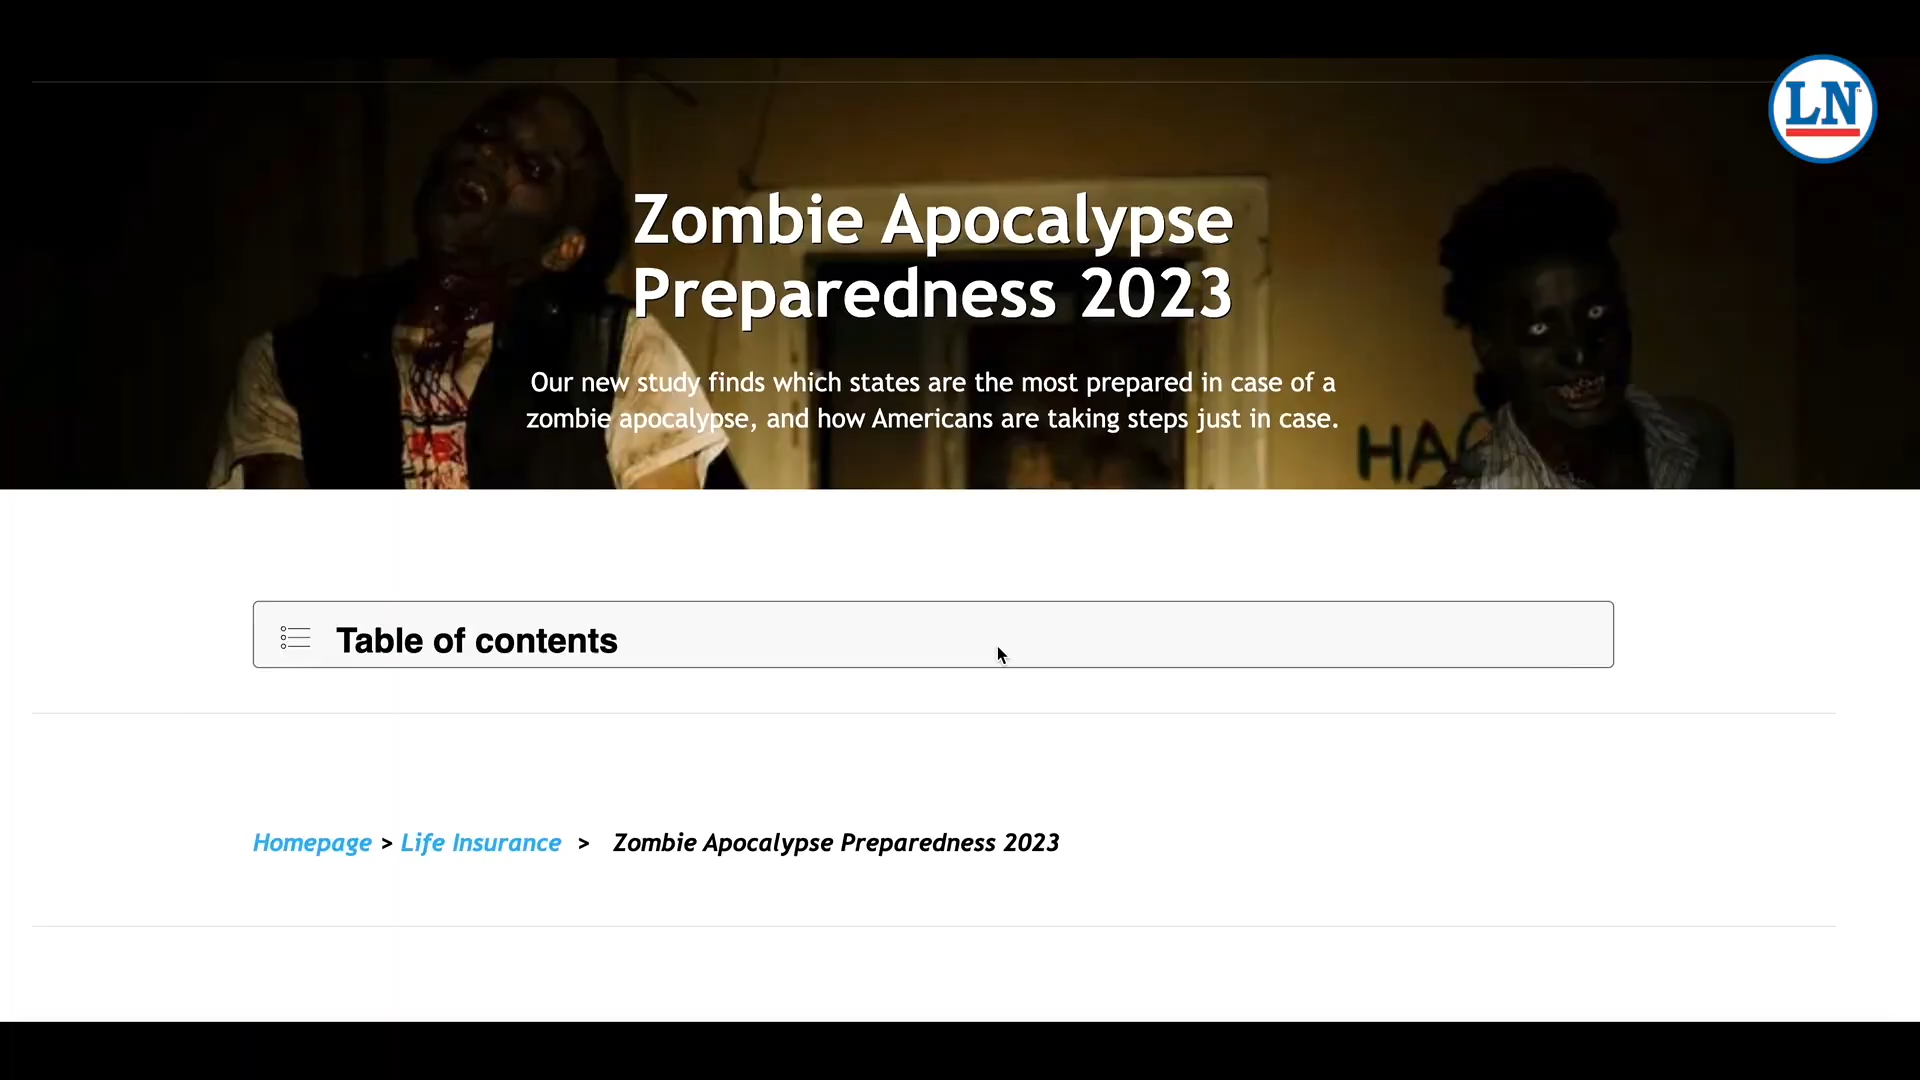 LN
Zombie Apocalypse
Preparedness 2023
Our new study finds which states are the most prepared in case of a
zombie apocalypse, and how Americans are taking steps just in case.
HA
Table of contents
Homepage > Life Insurance > Zombie Apocalypse Preparedness 2023